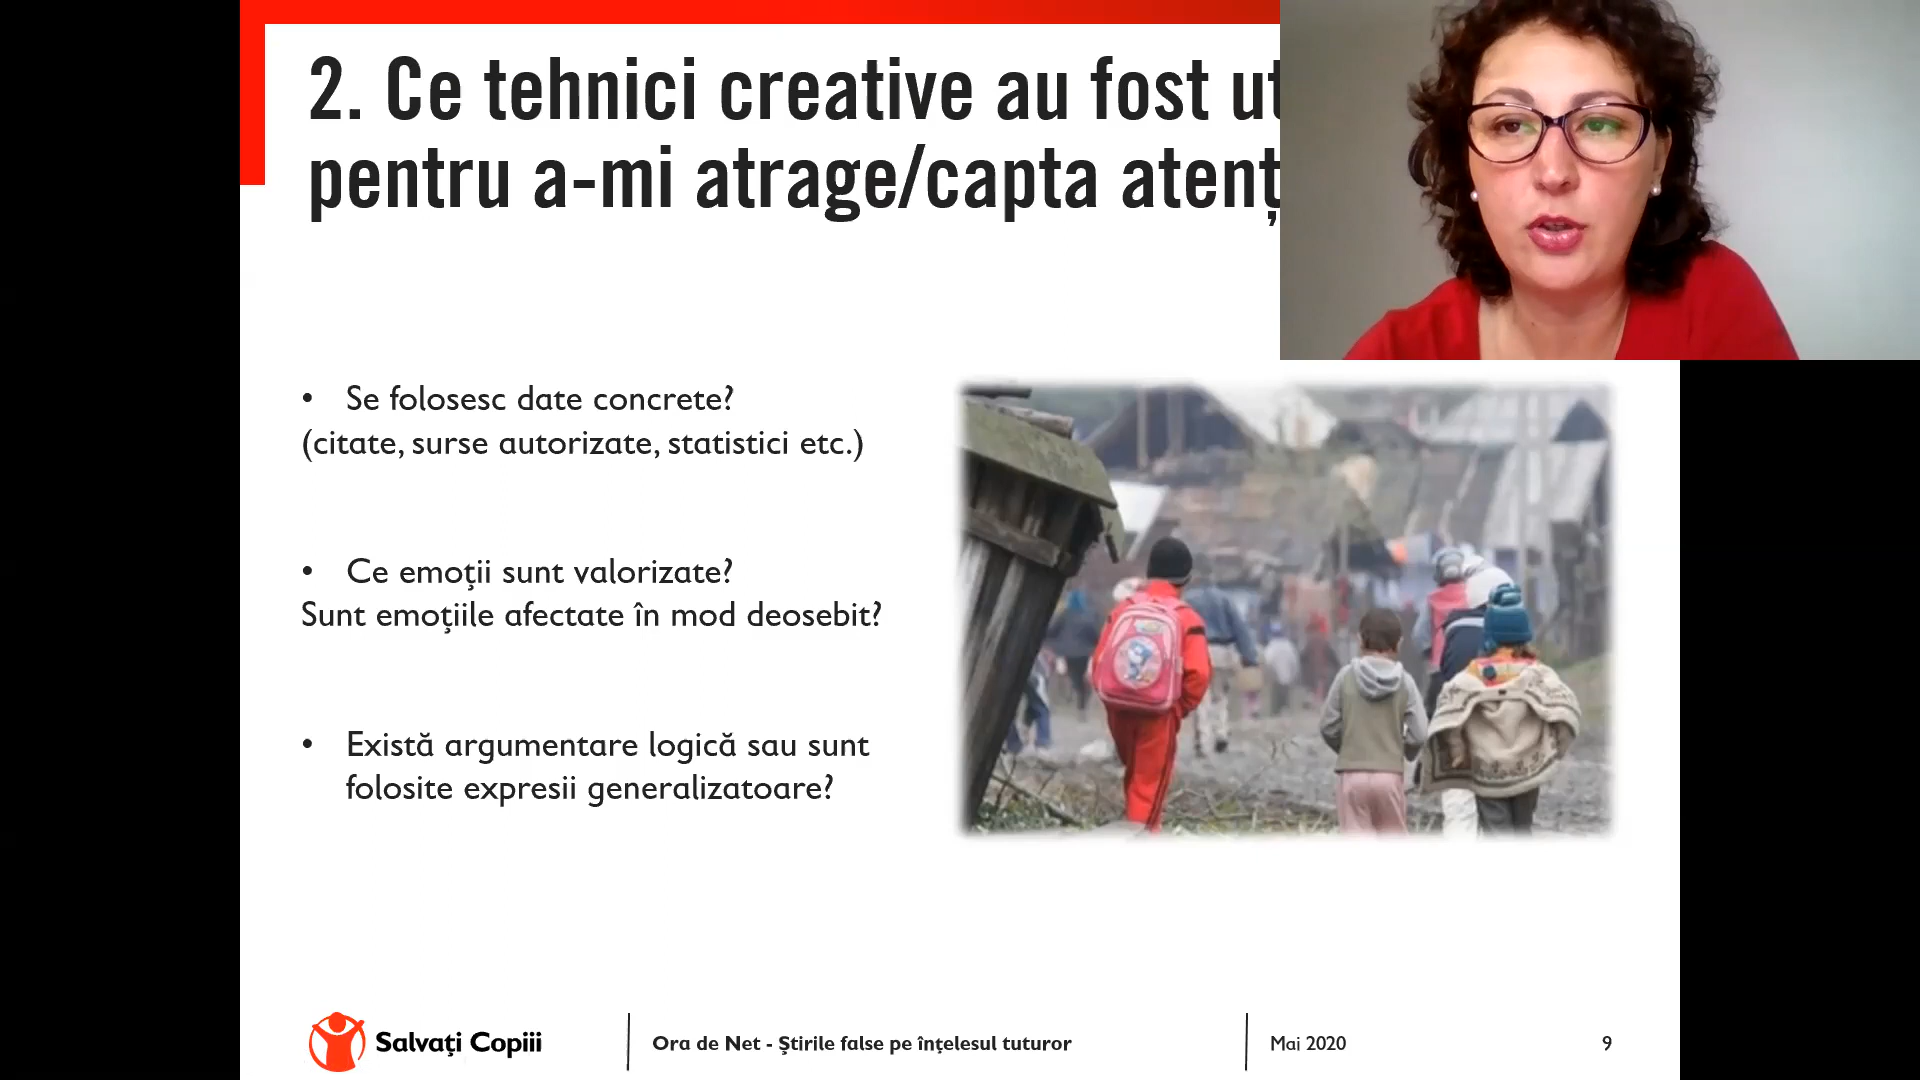 2. Ce tehnici creative au fost
pentru a-mi atrage/capta
• Se folosesc date concrete?
(citate, surse autorizate, statistici etc.)
• Ce emoții sunt valorizate?
Sunt emoțiile afectate în mod deosebit?
• Există argumentare logică sau sunt
folosite expresii generalizatoare?
Salvați Copiii
Ora de Net - Știrile false pe înțelesul tuturor
Mai 2020
9